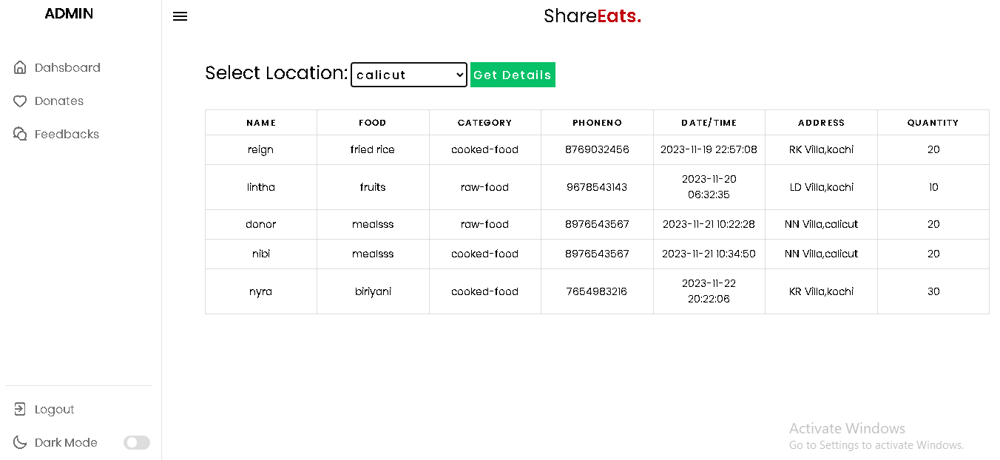 ADMIN
ShareEats.
Dahsboard
Donates
Feedbacks
Logout
Dark Mode
Select Location: calicut Get Details
NAME FOOD CATEGORY PHONENO DATE/TIME ADDRESS QUANTITY
reign fried rice cooked-food 8769032456 2023-11-19 22:57:08 RK Villa,kochi 20
lintha fruits raw-food 9678543143 2023-11-20 06:32:35 LD Villa,kochi 10
donor mealsss raw-food 8976543567 2023-11-21 10:22:28 NN Villa,calicut 20
nibi mealsss cooked-food 8976543567 2023-11-21 10:34:50 NN Villa,calicut 20
nyra biriyani cooked-food 7654983216 2023-11-22 20:22:06 KR Villa,kochi 30
Activate Windows
Go to Settings to activate Windows.